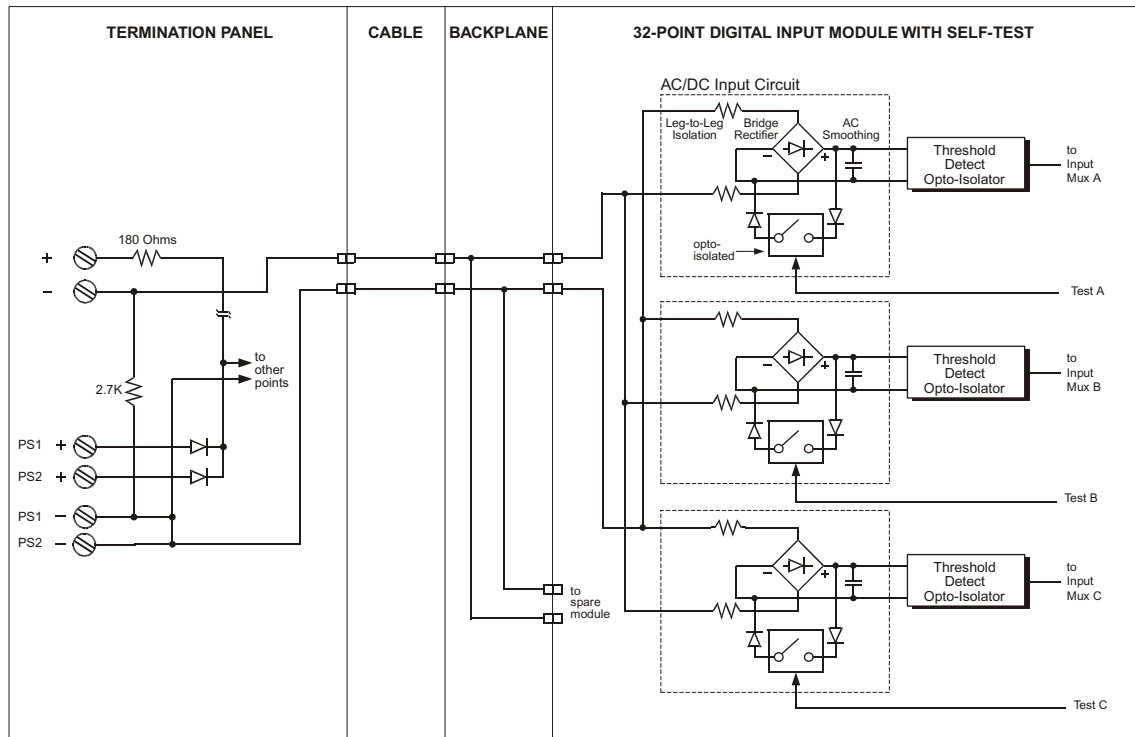 TERMINATION PANEL
CABLE
BACKPLANE
32-POINT DIGITAL INPUT MODULE WITH SELF-TEST
AC/DC Input Circuit
Leg-to-Leg
Isolation
Bridge
Rectifier
AC
Smoothing
−
+
Threshold
Detect
Opto-Isolator
to
Input
Mux A
opto-
isolated
Test A
+
180 Ohms
−
to
other
points
2.7K
PS1 +
PS2 +
PS1 −
PS2 −
−
+
Threshold
Detect
Opto-Isolator
to
Input
Mux B
Test B
−
+
Threshold
Detect
Opto-Isolator
to
Input
Mux C
to
spare
module
Test C